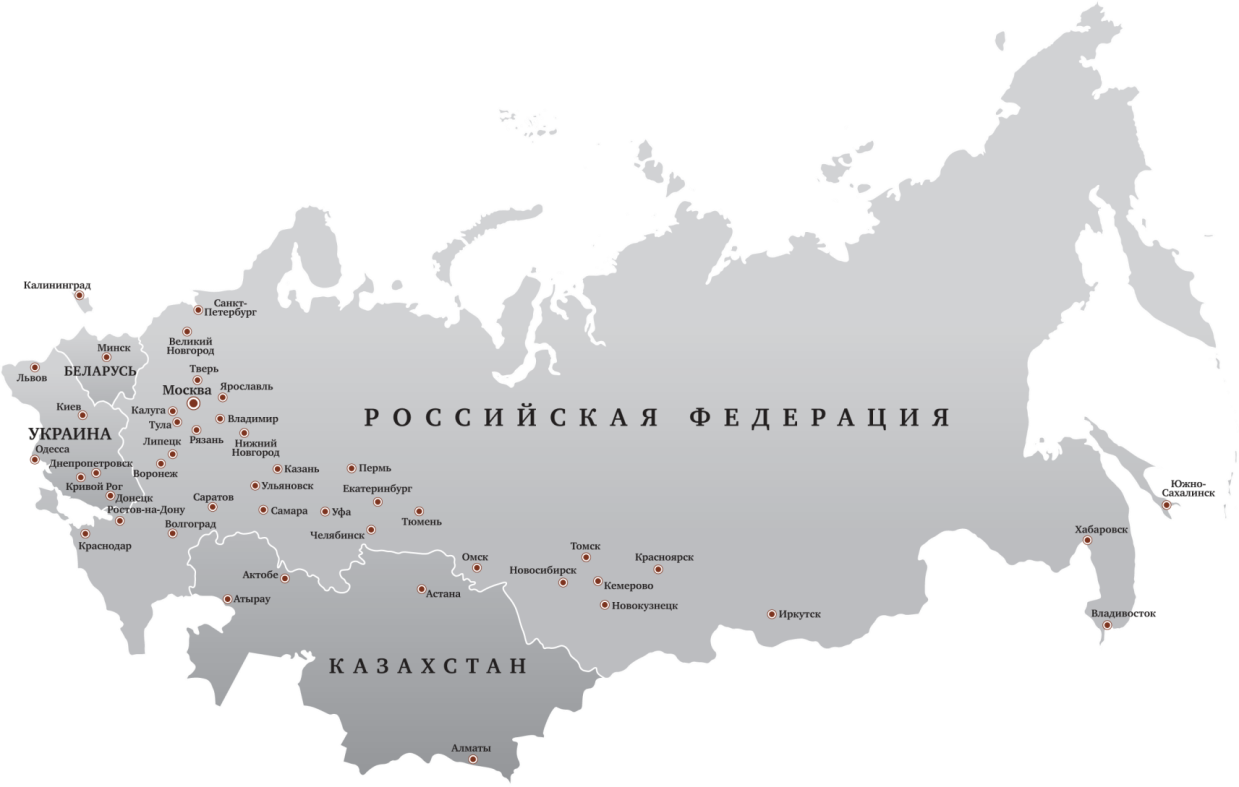 Калининград
Санкт-
Петербург
Великий
Новгород
Минск
БЕЛАРУСЬ
Львов
Тверь
Москва
Ярославль
Киев
Калуга
Тула
Владимир
РОССИЙСКАЯ ФЕДЕРАЦИЯ
УКРАИНА
Рязань
Нижний
Новгород
Липецк
Одесса
Днепропетровск
Воронеж
Казань
Пермь
Кривой Рог
Ульяновск
Екатеринбург
Донецк
Саратов
Ростов-на-Дону
Самара
Уфа
Тюмень
Волгоград
Челябинск
Краснодар
Южно-
Сахалинск
Хабаровск
Омск
Томск
Красноярск
Новосибирск
Актобе
Кемерово
Астана
Атырау
Новокузнецк
Иркутск
Владивосток
КАЗАХСТАН
Алматы